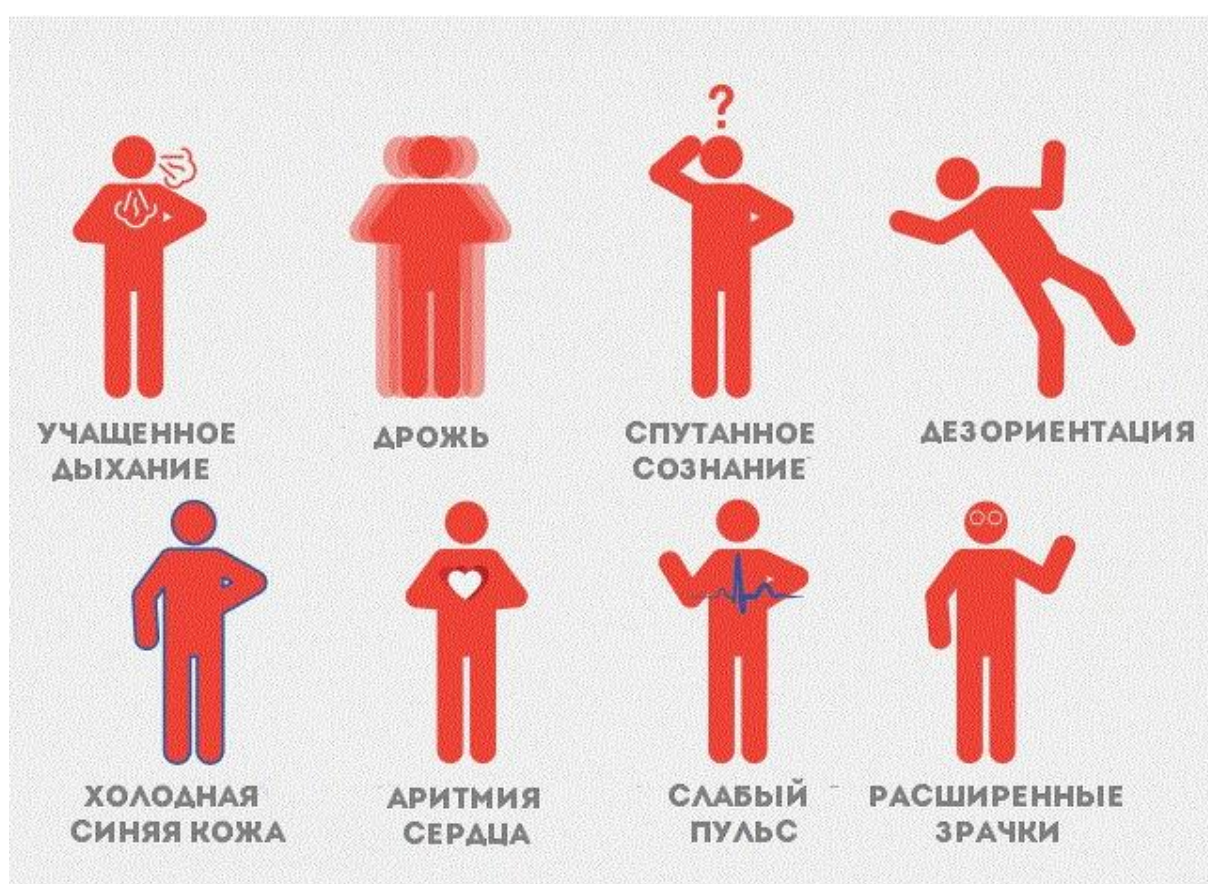 ?
УЧАЩЕННОЕ
ДЫХАНИЕ
ДРОЖЬ
СПУТАННОЕ
СОЗНАНИЕ
ДЕЗОРИЕНТАЦИЯ
ХОЛОДНАЯ
СИНЯЯ КОЖА
АРИТМИЯ
СЕРДЦА
СЛАБЫЙ
ПУЛЬС
РАСШИРЕННЫЕ
ЗРАЧКИ